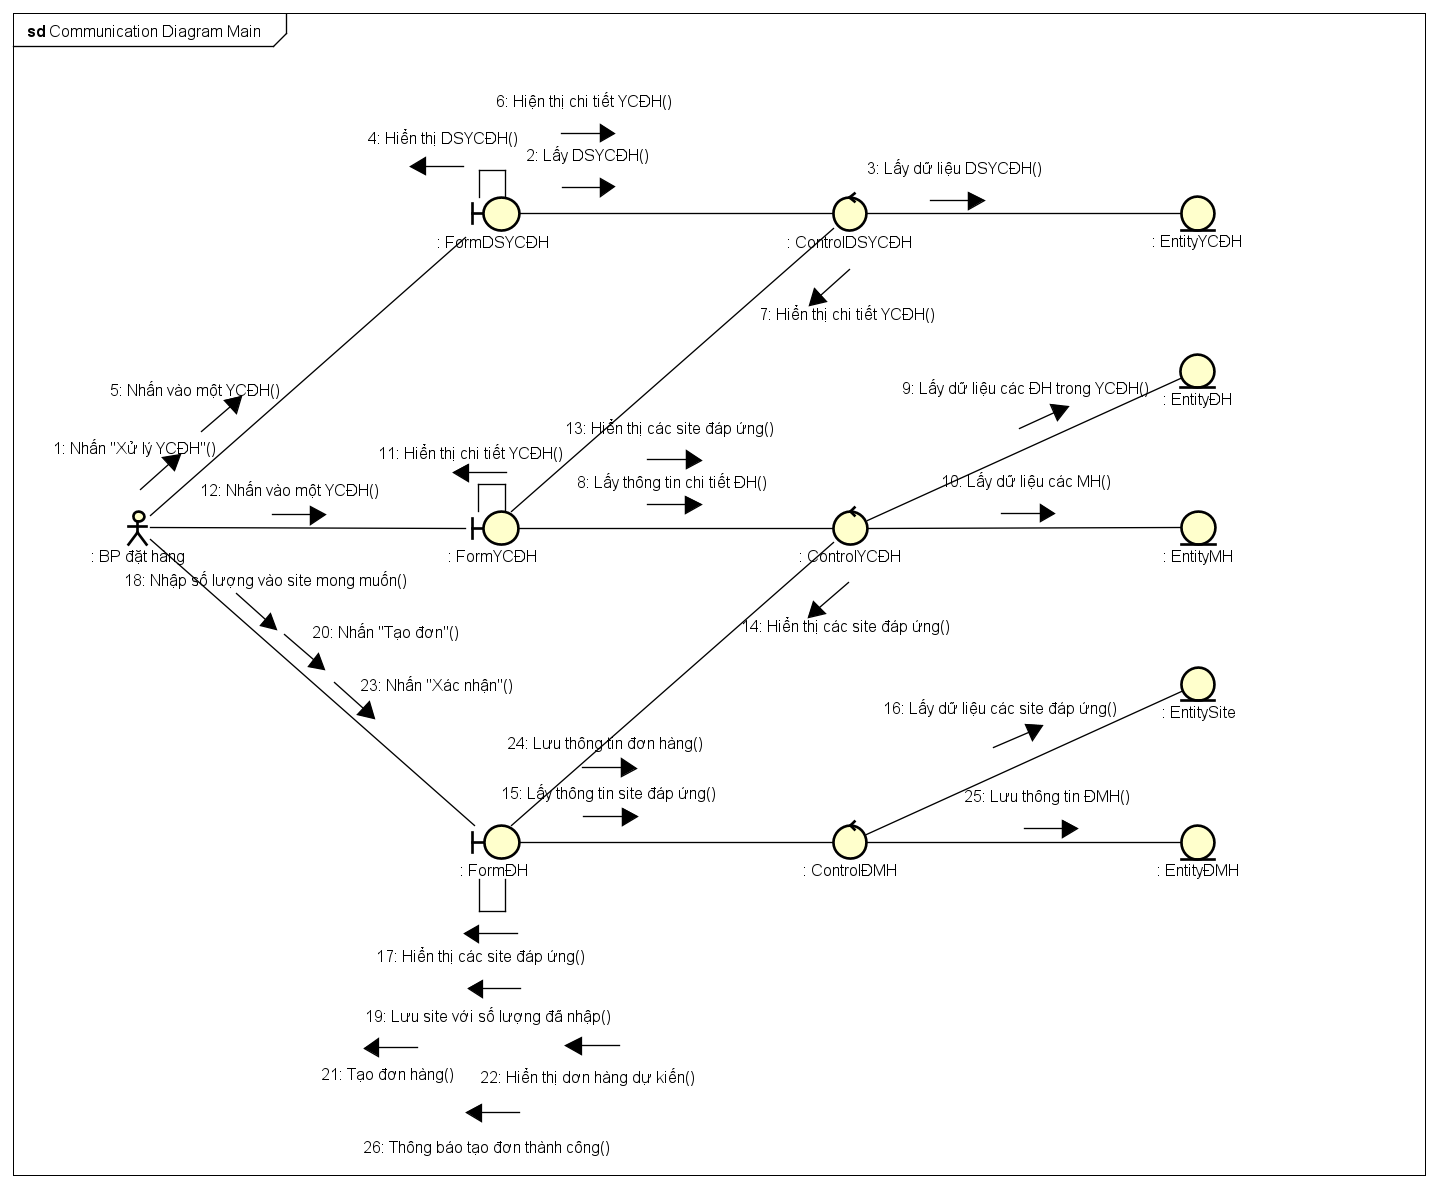 sd Communication Diagram Main
6: Hiện thị chi tiết YCĐH()
4: Hiển thị DSYCĐH()
2: Lấy DSYCĐH()
3: Lấy dữ liệu DSYCĐH()
: FormDSYCĐH
: ControlDSYCĐH
: EntityYCĐH
7: Hiển thị chi tiết YCĐH()
5: Nhấn vào một YCĐH()
9: Lấy dữ liệu các ĐH trong YCĐH()
: EntityĐH
1: Nhấn "Xử lý YCĐH"()
13: Hiển thị các site đáp ứng()
11: Hiển thị chi tiết YCĐH()
12: Nhấn vào một YCĐH()
8: Lấy thông tin chi tiết ĐH()
10: Lấy dữ liệu các MH()
: BP đặt hàng
: FormYCĐH
: ControlYCĐH
: EntityMH
18: Nhập số lượng vào site mong muốn()
20: Nhấn "Tạo đơn"()
14: Hiển thị các site đáp ứng()
23: Nhấn "Xác nhận"()
16: Lấy dữ liệu các site đáp ứng()
: EntitySite
24: Lưu thông tin đơn hàng()
15: Lấy thông tin site đáp ứng()
25: Lưu thông tin ĐMH()
: FormĐH
: ControlĐMH
: EntityĐMH
17: Hiển thị các site đáp ứng()
19: Lưu site với số lượng đã nhập()
21: Tạo đơn hàng()
22: Hiển thị dơn hàng dự kiến()
26: Thông báo tạo đơn thành công()